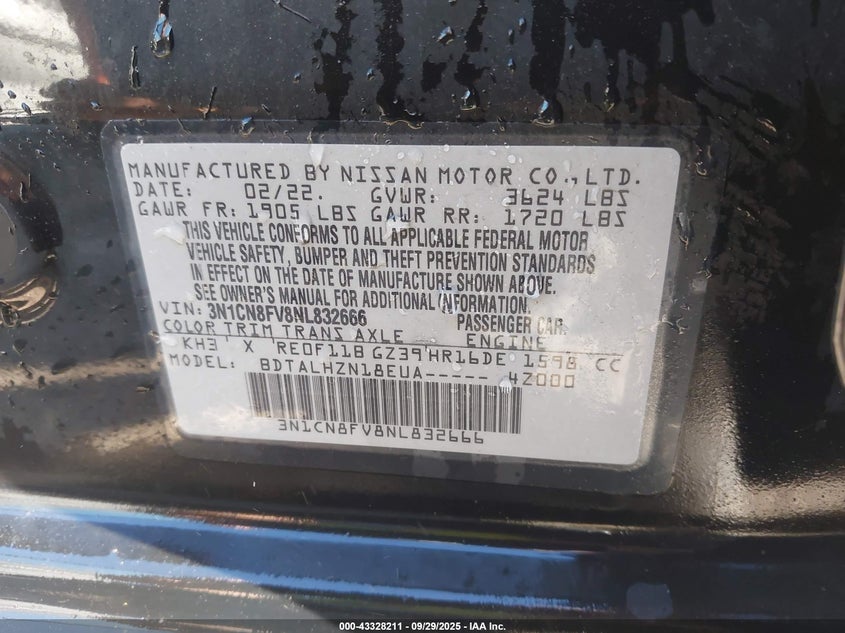 MANUFACTURED BY NISSAN MOTOR CO.,LTD.
DATE: 02/22. GVWR: 3624 LBS
GAWR FR: 1905 LBS GAWR RR: 1720 LBS
THIS VEHICLE CONFORMS TO ALL APPLICABLE FEDERAL MOTOR
VEHICLE SAFETY, BUMPER AND THEFT PREVENTION STANDARDS
IN EFFECT ON THE DATE OF MANUFACTURE SHOWN ABOVE.
SEE OWNER'S MANUAL FOR ADDITIONAL INFORMATION.
VIN: 3N1CN8FV8NL832666 PASSENGER CAR.
COLOR TRIM TRANS AXLE ENGINE
KH3 X RE0F11B GZ39 HR16DE 1598 CC
MODEL: BDTALHZN18EUA----- 42000
3N1CN8FV8NL832666
000-43328211 - 09/29/2025 - IAA Inc.